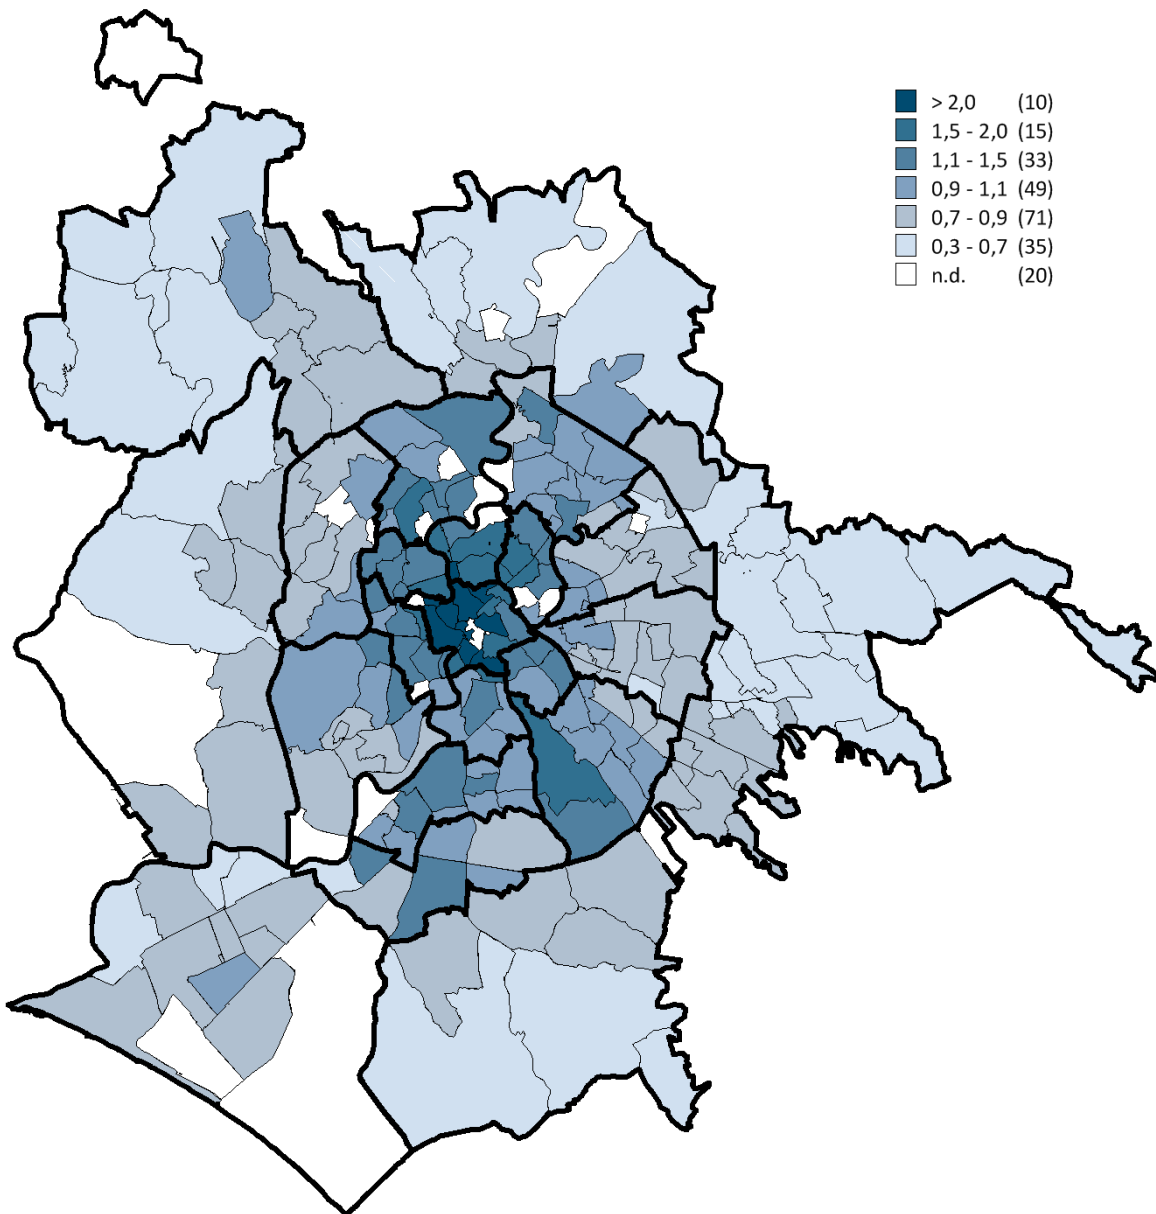 > 2,0 (10)
1,5 - 2,0 (15)
1,1 - 1,5 (33)
0,9 - 1,1 (49)
0,7 - 0,9 (71)
0,3 - 0,7 (35)
n.d. (20)